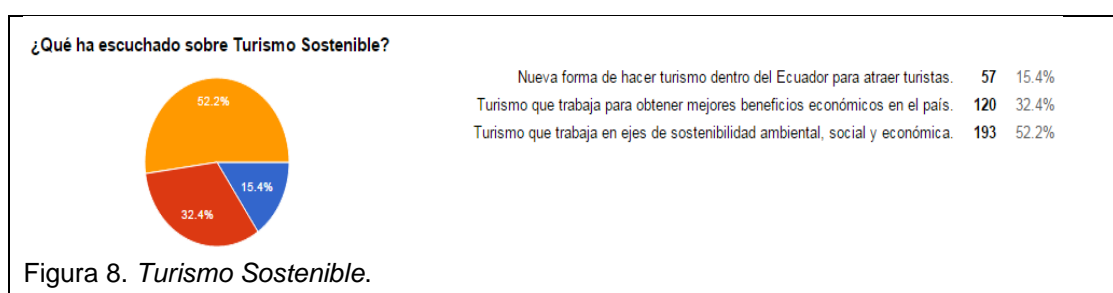 ¿Qué ha escuchado sobre Turismo Sostenible?
Nueva forma de hacer turismo dentro del Ecuador para atraer turistas. 57 15.4%
Turismo que trabaja para obtener mejores beneficios económicos en el país. 120 32.4%
Turismo que trabaja en ejes de sostenibilidad ambiental, social y económica. 193 52.2%
52.2%
15.4%
32.4%
Figura 8. Turismo Sostenible.